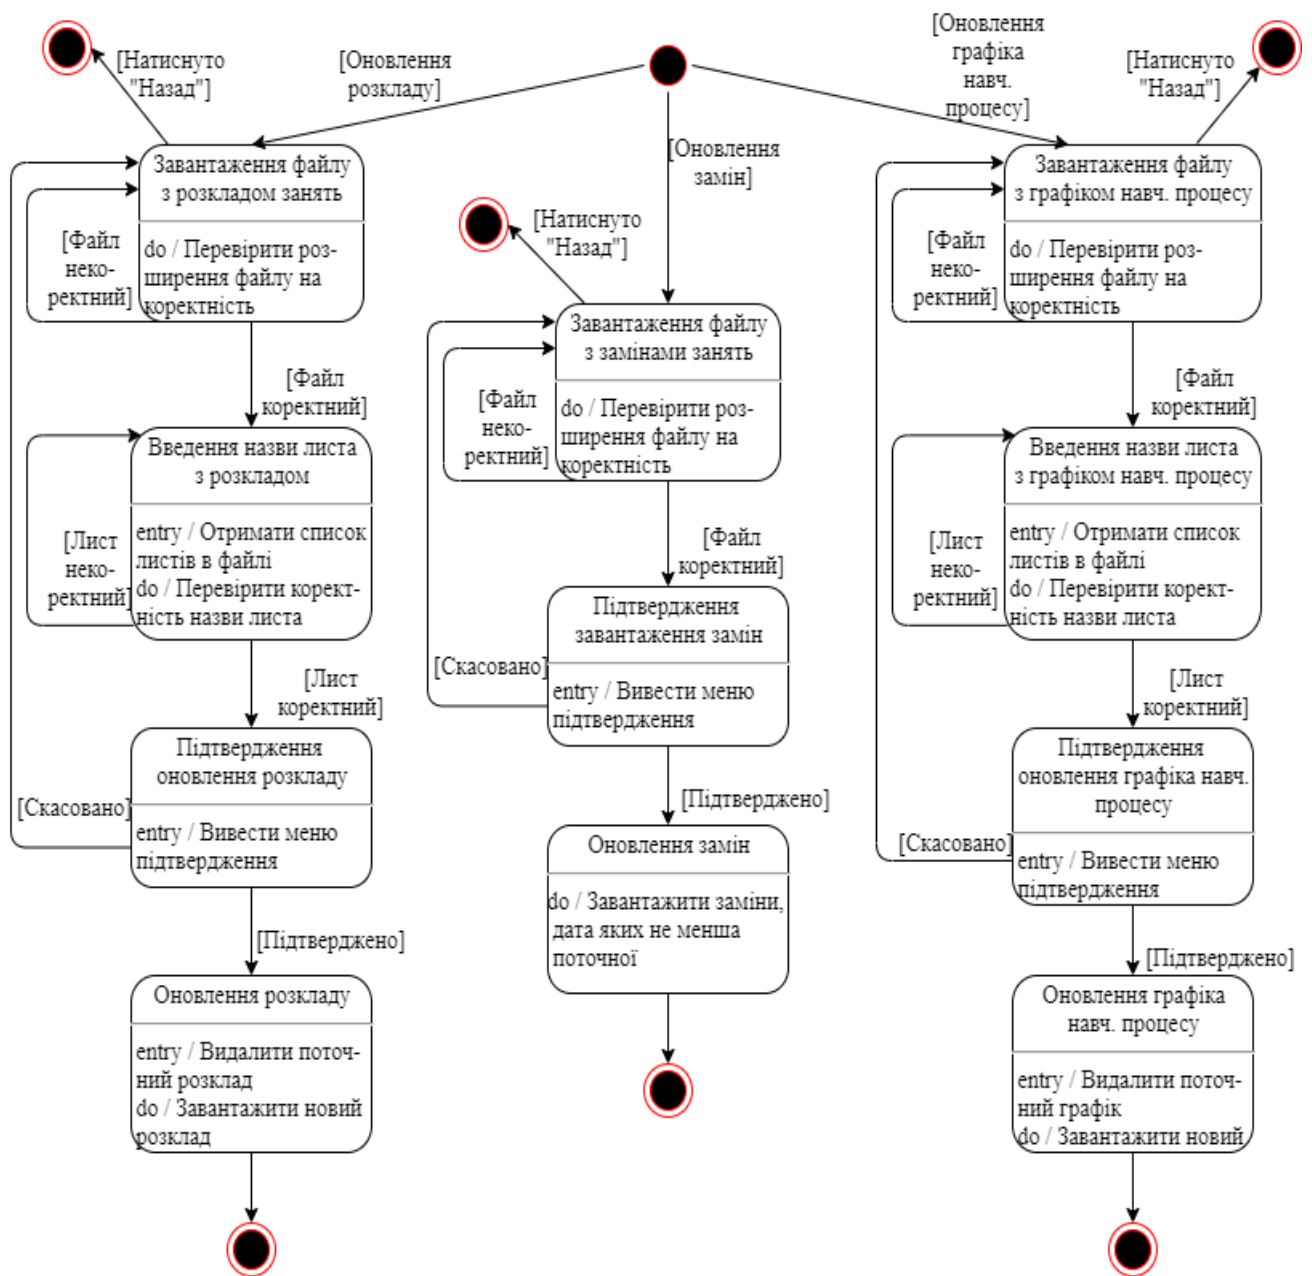 [Натиснуто
"Назад"]
[Оновлення
розкладу]
[Оновлення
графіка
навч.
процесу]
[Натиснуто
"Назад"]
Завантаження файлу
з розкладом занять
do / Перевірити роз-
ширення файлу на
коректність
[Файл
неко-
ректний]
[Файл
коректний]
Введення назви листа
з розкладом
entry / Отримати список
листів в файлі
do / Перевірити корект-
ність назви листа
[Лист
неко-
ректний]
[Лист
коректний]
Підтвердження
оновлення розкладу
entry / Вивести меню
підтвердження
[Скасовано]
[Підтверджено]
Оновлення розкладу
entry / Видалити поточ-
ний розклад
do / Завантажити новий
розклад
[Оновлення
замін]
[Натиснуто
"Назад"]
Завантаження файлу
з замінами занять
do / Перевірити роз-
ширення файлу на
коректність
[Файл
неко-
ректний]
[Файл
коректний]
Підтвердження
завантаження замін
entry / Вивести меню
підтвердження
[Скасовано]
[Підтверджено]
Оновлення замін
do / Завантажити заміни,
дата яких не менша
поточної
Завантаження файлу
з графіком навч. процесу
do / Перевірити роз-
ширення файлу на
коректність
[Файл
неко-
ректний]
[Файл
коректний]
Введення назви листа
з графіком навч. процесу
entry / Отримати список
листів в файлі
do / Перевірити корект-
ність назви листа
[Лист
неко-
ректний]
[Лист
коректний]
Підтвердження
оновлення графіка навч.
процесу
entry / Вивести меню
підтвердження
[Скасовано]
[Підтверджено]
Оновлення графіка
навч. процесу
entry / Видалити поточ-
ний графік
do / Завантажити новий